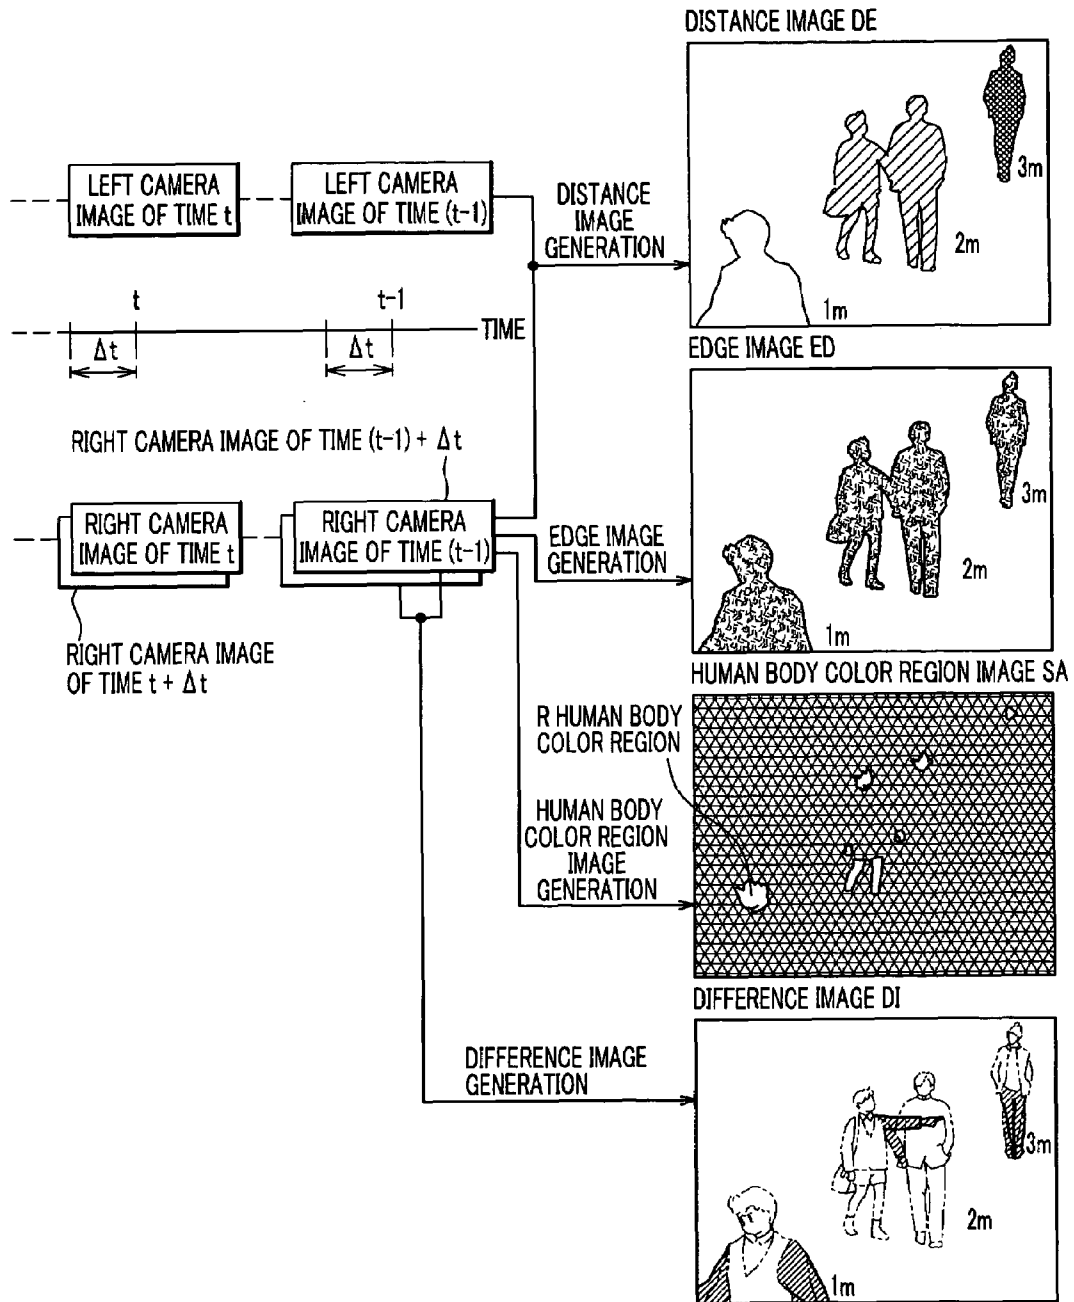 DISTANCE IMAGE DE
3m
2m
1m
LEFT CAMERA
IMAGE OF TIME t
LEFT CAMERA
IMAGE OF TIME (t-1)
DISTANCE
IMAGE
GENERATION
t
t-1
TIME
Δt
Δt
EDGE IMAGE ED
3m
2m
1m
RIGHT CAMERA IMAGE OF TIME (t-1) + Δt
RIGHT CAMERA
IMAGE OF TIME t
RIGHT CAMERA
IMAGE OF TIME (t-1)
EDGE IMAGE
GENERATION
RIGHT CAMERA IMAGE
OF TIME t + Δt
HUMAN BODY COLOR REGION IMAGE SA
R HUMAN BODY
COLOR REGION
HUMAN BODY
COLOR REGION
IMAGE
GENERATION
DIFFERENCE IMAGE DI
DIFFERENCE IMAGE
GENERATION
3m
2m
1m